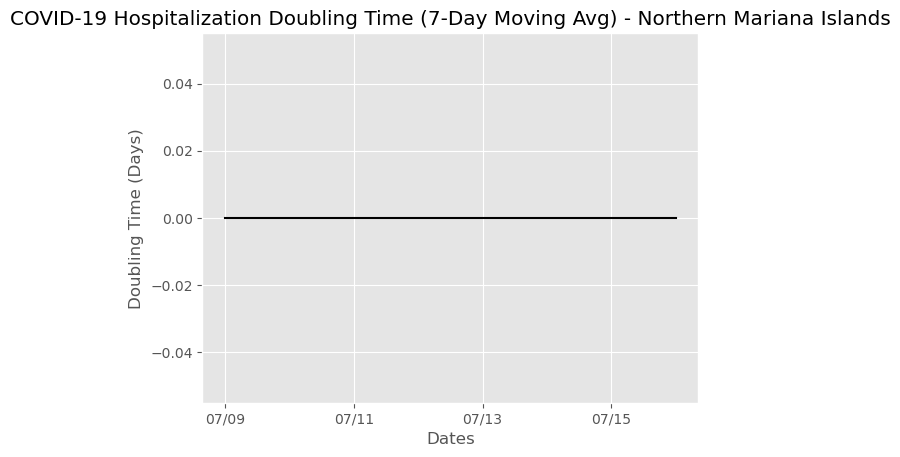 COVID-19 Hospitalization Doubling Time (7-Day Moving Avg) - Northern Mariana Islands
0.04
0.02
0.00
−0.02
−0.04
Doubling Time (Days)
07/09 07/11 07/13 07/15
Dates